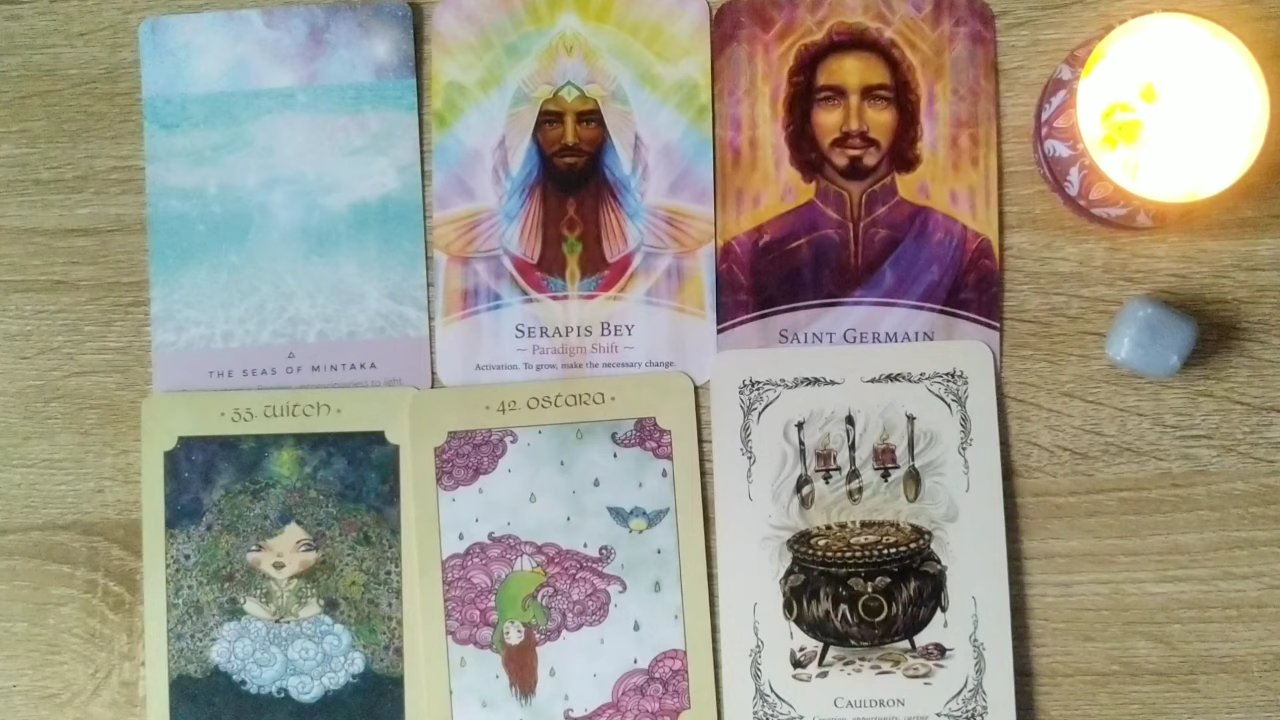 THE SEAS OF MINTAKA
SERAPIS BEY
~ Paradigm Shift ~
Activation. To grow, make the necessary change.
SAINT GERMAIN
• 55. Witch •
• 42. Ostara •
CAULDRON